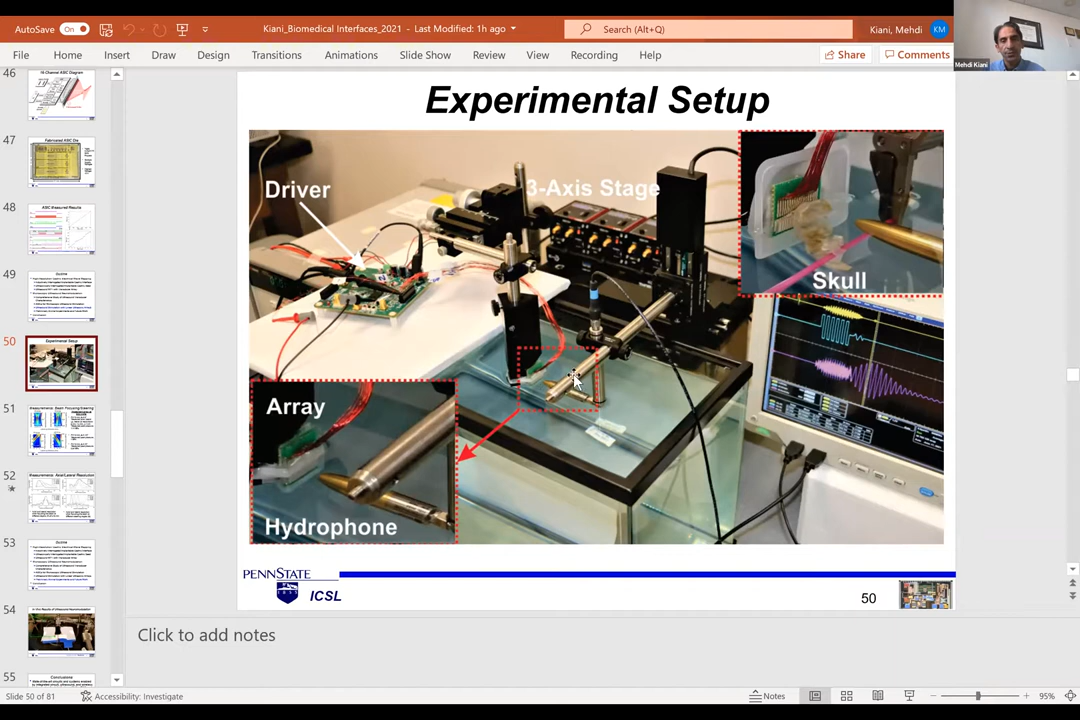 AutoSave On Kiani_Biomedical Interfaces_2021 - Last Modified: 1h ago Search (Alt+Q) Kiani, Mehdi KM
File Home Insert Draw Design Transitions Animations Slide Show Review View Recording Help Share Comments
Mehdi Kiani
46
47
48
49
50
51
52
53
54
55
Experimental Setup
Driver
3-Axis Stage
Skull
Array
Hydrophone
PENNSTATE
1855
ICSL
50
Click to add notes
Slide 50 of 81 Accessibility: Investigate Notes 95%